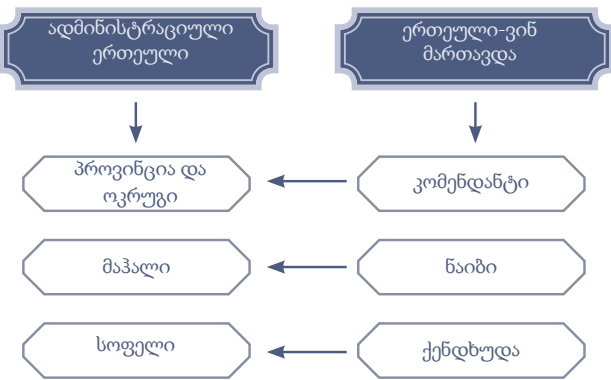 ადმინისტრაციული
ერთეული
ერთეული-ვინ
მართავდა
პროვინცია და
ოკრუგი
კომენდანტი
მაჰალი
ნაიბი
სოფელი
ქენდხუდა